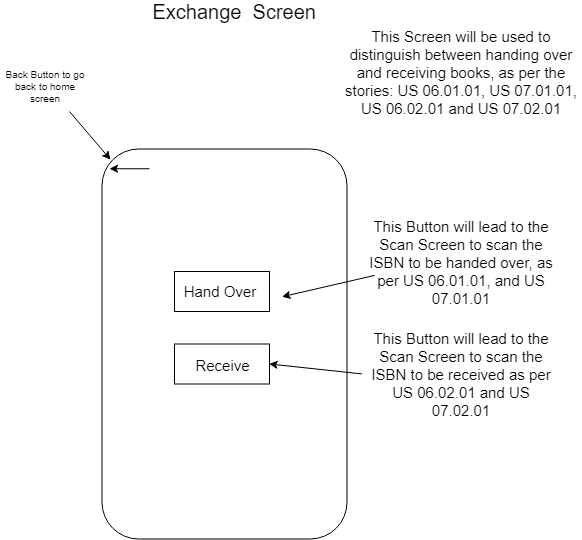 Exchange Screen
This Screen will be used to
distinguish between handing over
and receiving books, as per the
stories: US 06.01.01, US 07.01.01,
US 06.02.01 and US 07.02.01
Back Button to go
back to home
screen
This Button will lead to the
Scan Screen to scan the
ISBN to be handed over, as
per US 06.01.01, and US
07.01.01
Hand Over
This Button will lead to the
Scan Screen to scan the
ISBN to be received as per
US 06.02.01 and US
07.02.01
Receive